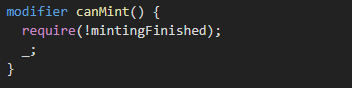 modifier canMint() {
  require(!mintingFinished);
  _;
}